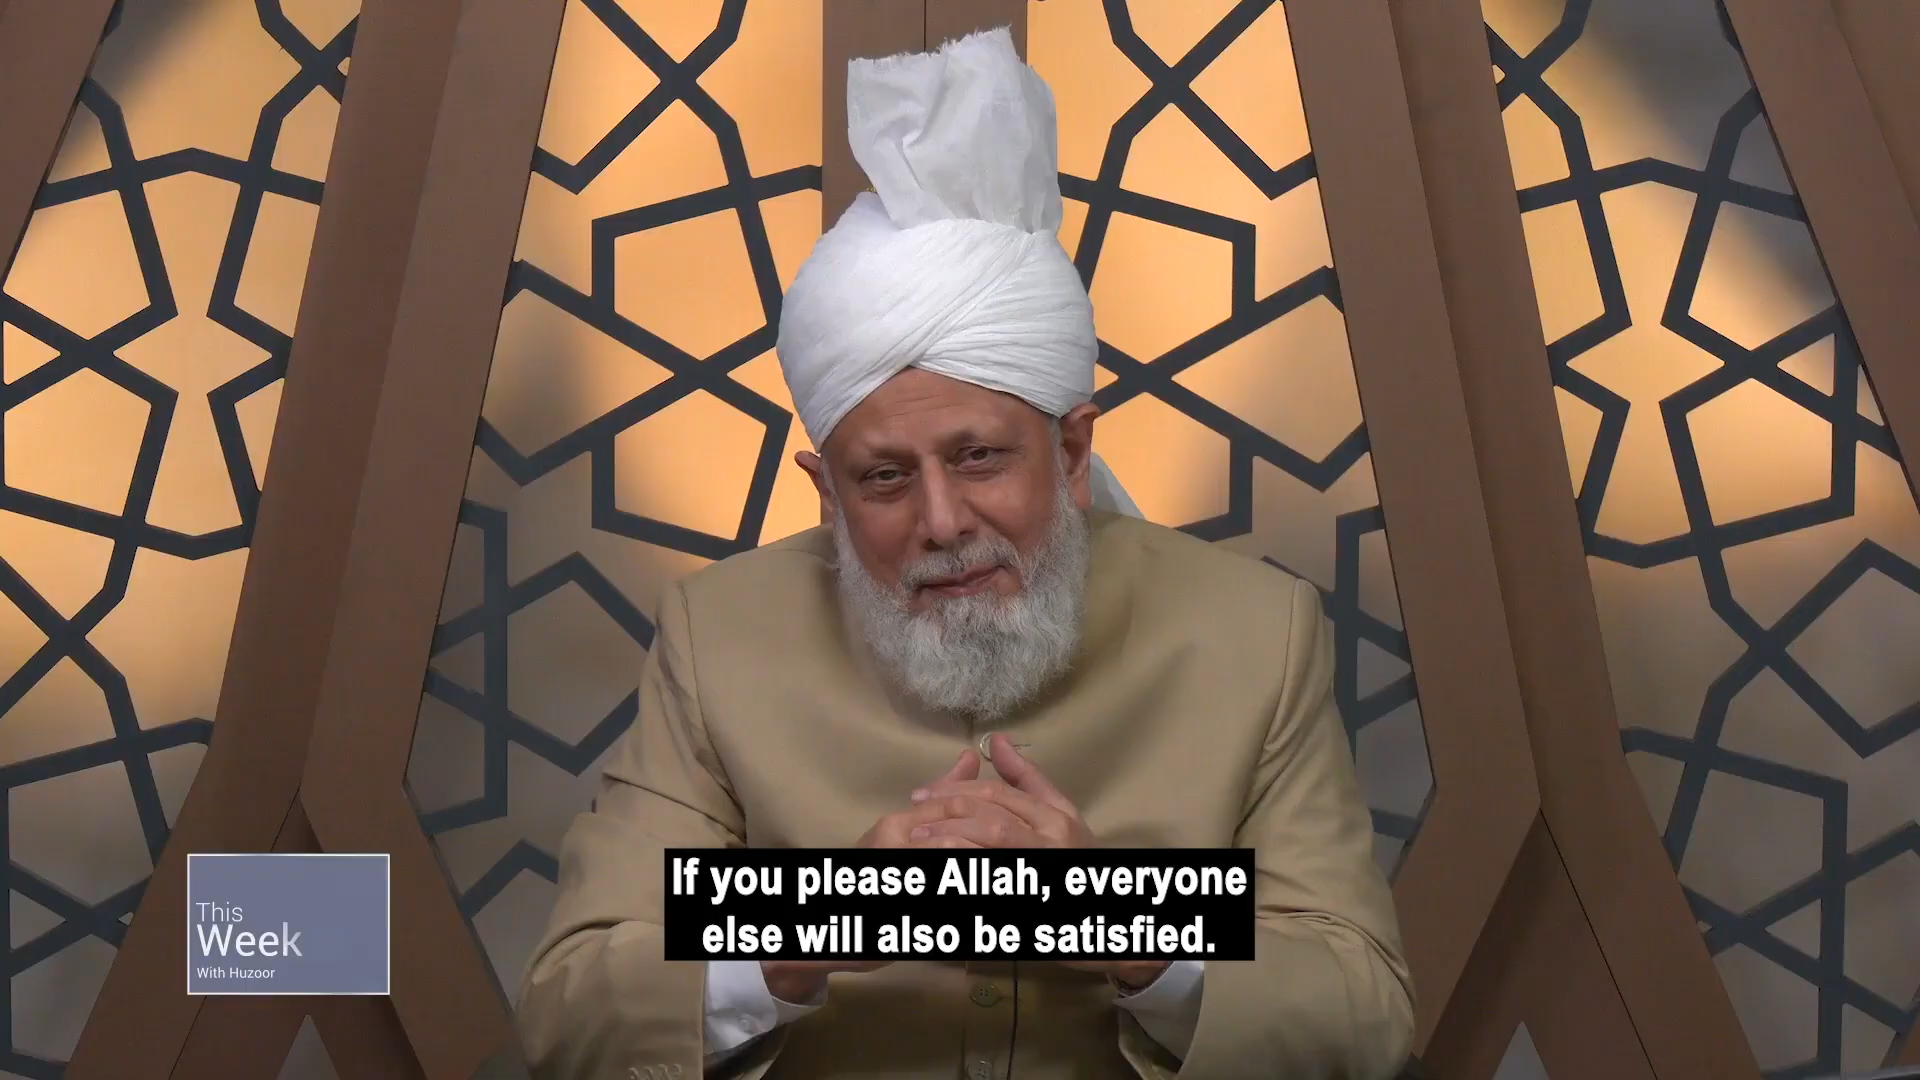 If you please Allah, everyone
else will also be satisfied.
This
Week
With Huzoor